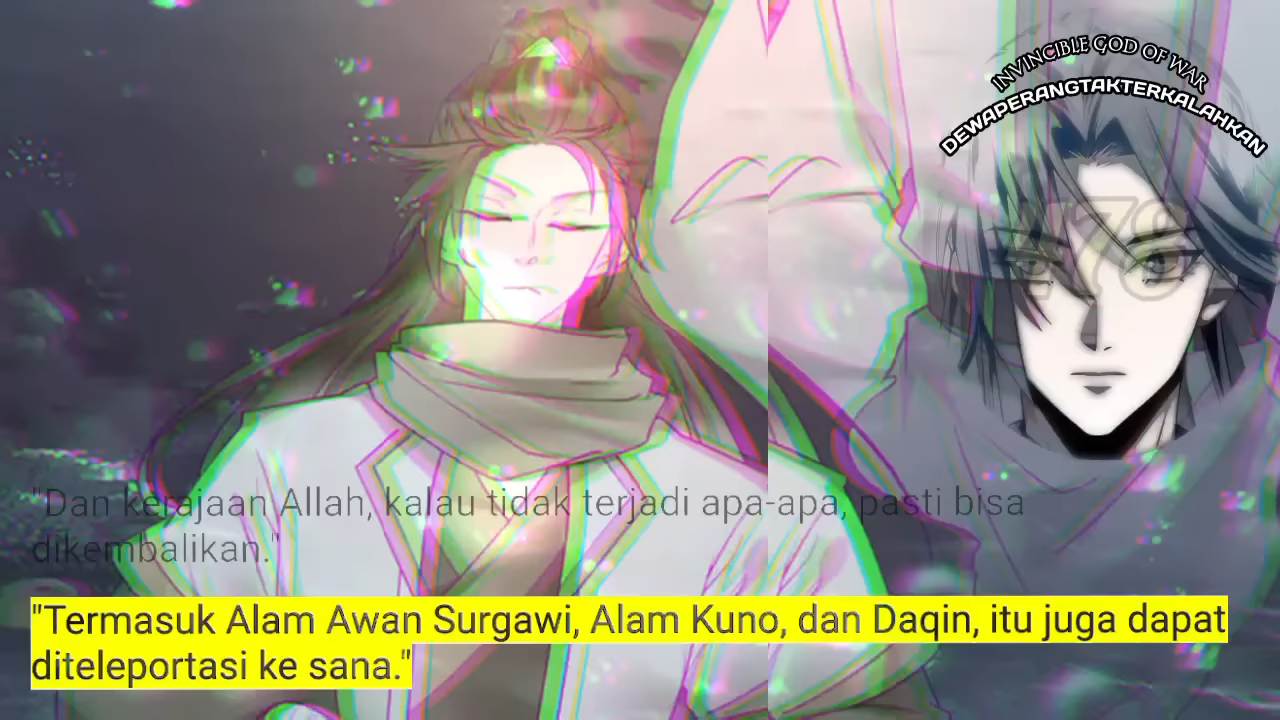 INVINCIBLE GOD OF WAR
DEWAPERANGTAKTERKALAHKAN
478
"Dan kerajaan Allah, kalau tidak terjadi apa-apa, pasti bisa
dikembalikan."
"Termasuk Alam Awan Surgawi, Alam Kuno, dan Daqin, itu juga dapat
diteleportasi ke sana."